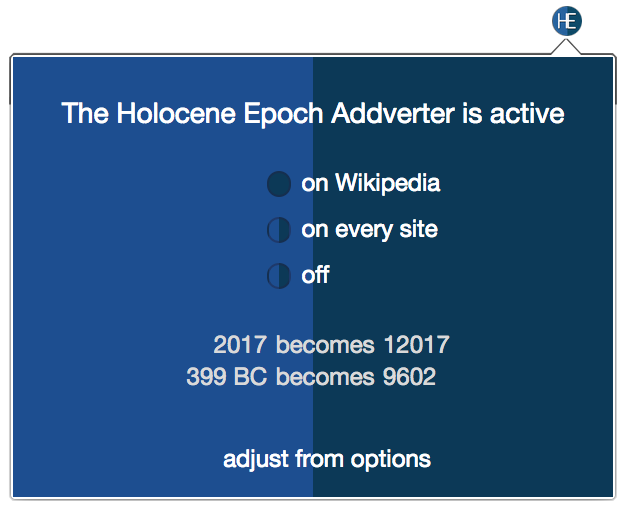 HE
The Holocene Epoch Addverter is active
on Wikipedia
on every site
off
2017 becomes 12017
399 BC becomes 9602
adjust from options